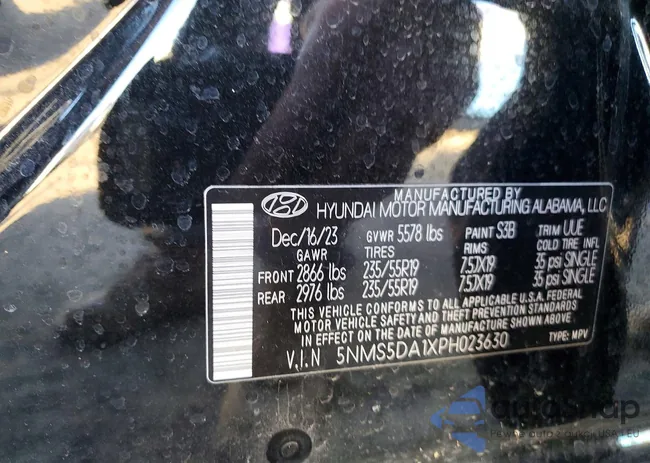 MANUFACTURED BY
HYUNDAI MOTOR MANUFACTURING ALABAMA, LLC
Dec/16/23 GVWR 5578 lbs PAINT S3B TRIM UUE
GAWR TIRES RIMS COLD TIRE INFL
FRONT 2866 lbs 235/55R19 7.5JX19 35 psi SINGLE
REAR 2976 lbs 235/55R19 7.5JX19 35 psi SINGLE
THIS VEHICLE CONFORMS TO ALL APPLICABLE U.S.A. FEDERAL
MOTOR VEHICLE SAFETY AND THEFT PREVENTION STANDARDS
IN EFFECT ON THE DATE OF MANUFACTURE SHOWN ABOVE
V.I.N 5NMS5DA1XPH023630 TYPE: MPV
autosnap